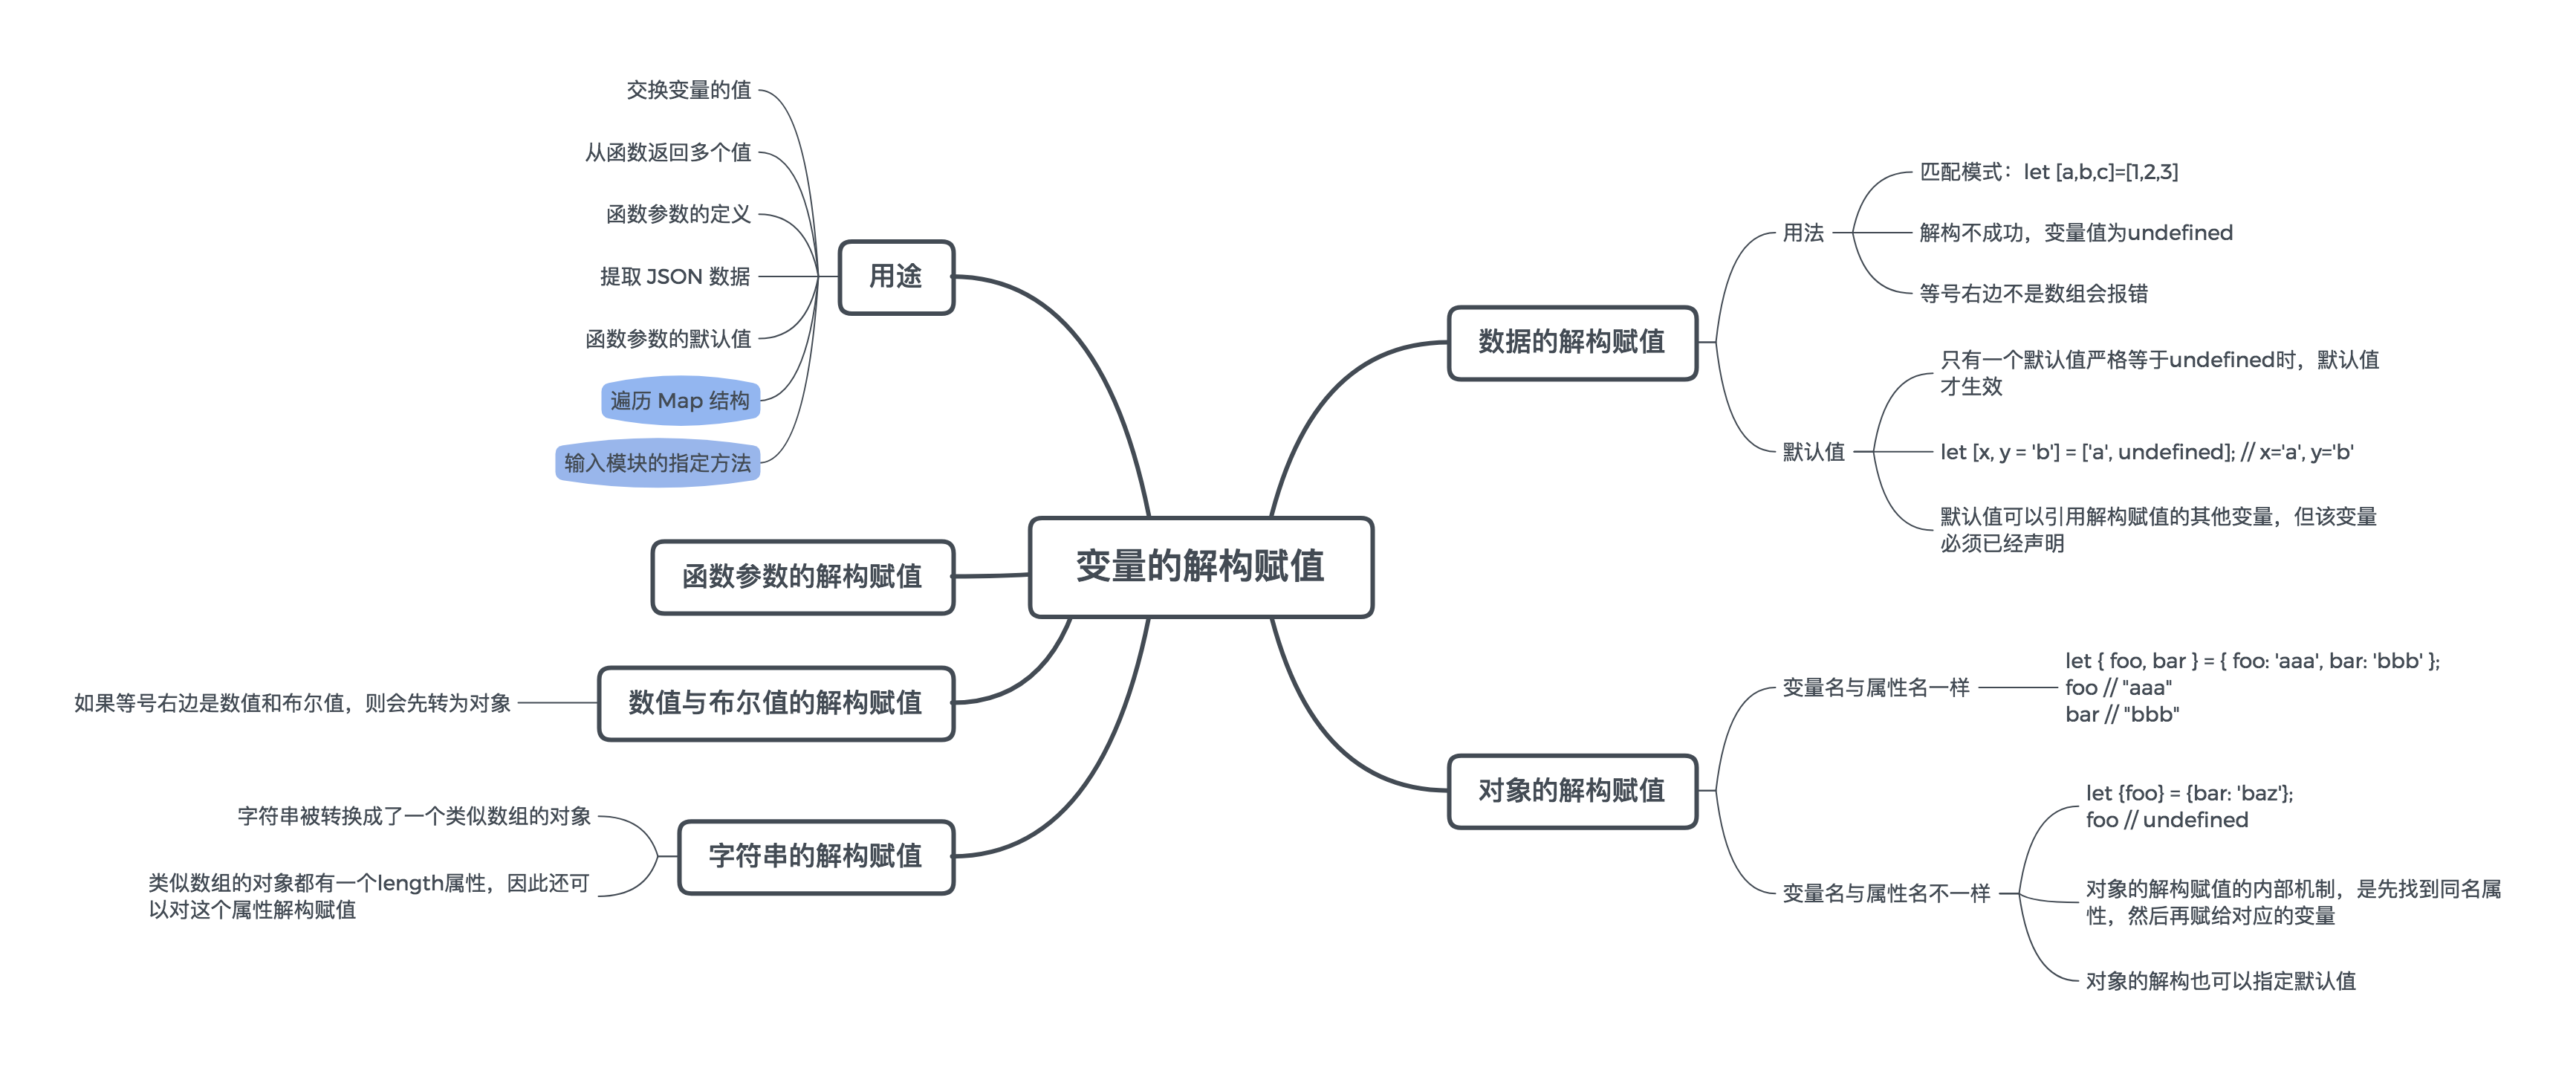 变量的解构赋值
数据的解构赋值
用法
匹配模式：let [a,b,c]=[1,2,3]
解构不成功，变量值为undefined
等号右边不是数组会报错
默认值
只有一个默认值严格等于undefined时，默认值
才生效
let [x, y = 'b'] = ['a', undefined]; // x='a', y='b'
默认值可以引用解构赋值的其他变量，但该变量
必须已经声明
对象的解构赋值
变量名与属性名一样
let { foo, bar } = { foo: 'aaa', bar: 'bbb' };
foo // "aaa"
bar // "bbb"
变量名与属性名不一样
let {foo} = {bar: 'baz'};
foo // undefined
对象的解构赋值的内部机制，是先找到同名属
性，然后再赋给对应的变量
对象的解构也可以指定默认值
用途
交换变量的值
从函数返回多个值
函数参数的定义
提取 JSON 数据
函数参数的默认值
遍历 Map 结构
输入模块的指定方法
函数参数的解构赋值
数值与布尔值的解构赋值
如果等号右边是数值和布尔值，则会先转为对象
字符串的解构赋值
字符串被转换成了一个类似数组的对象
类似数组的对象都有一个length属性，因此还可
以对这个属性解构赋值